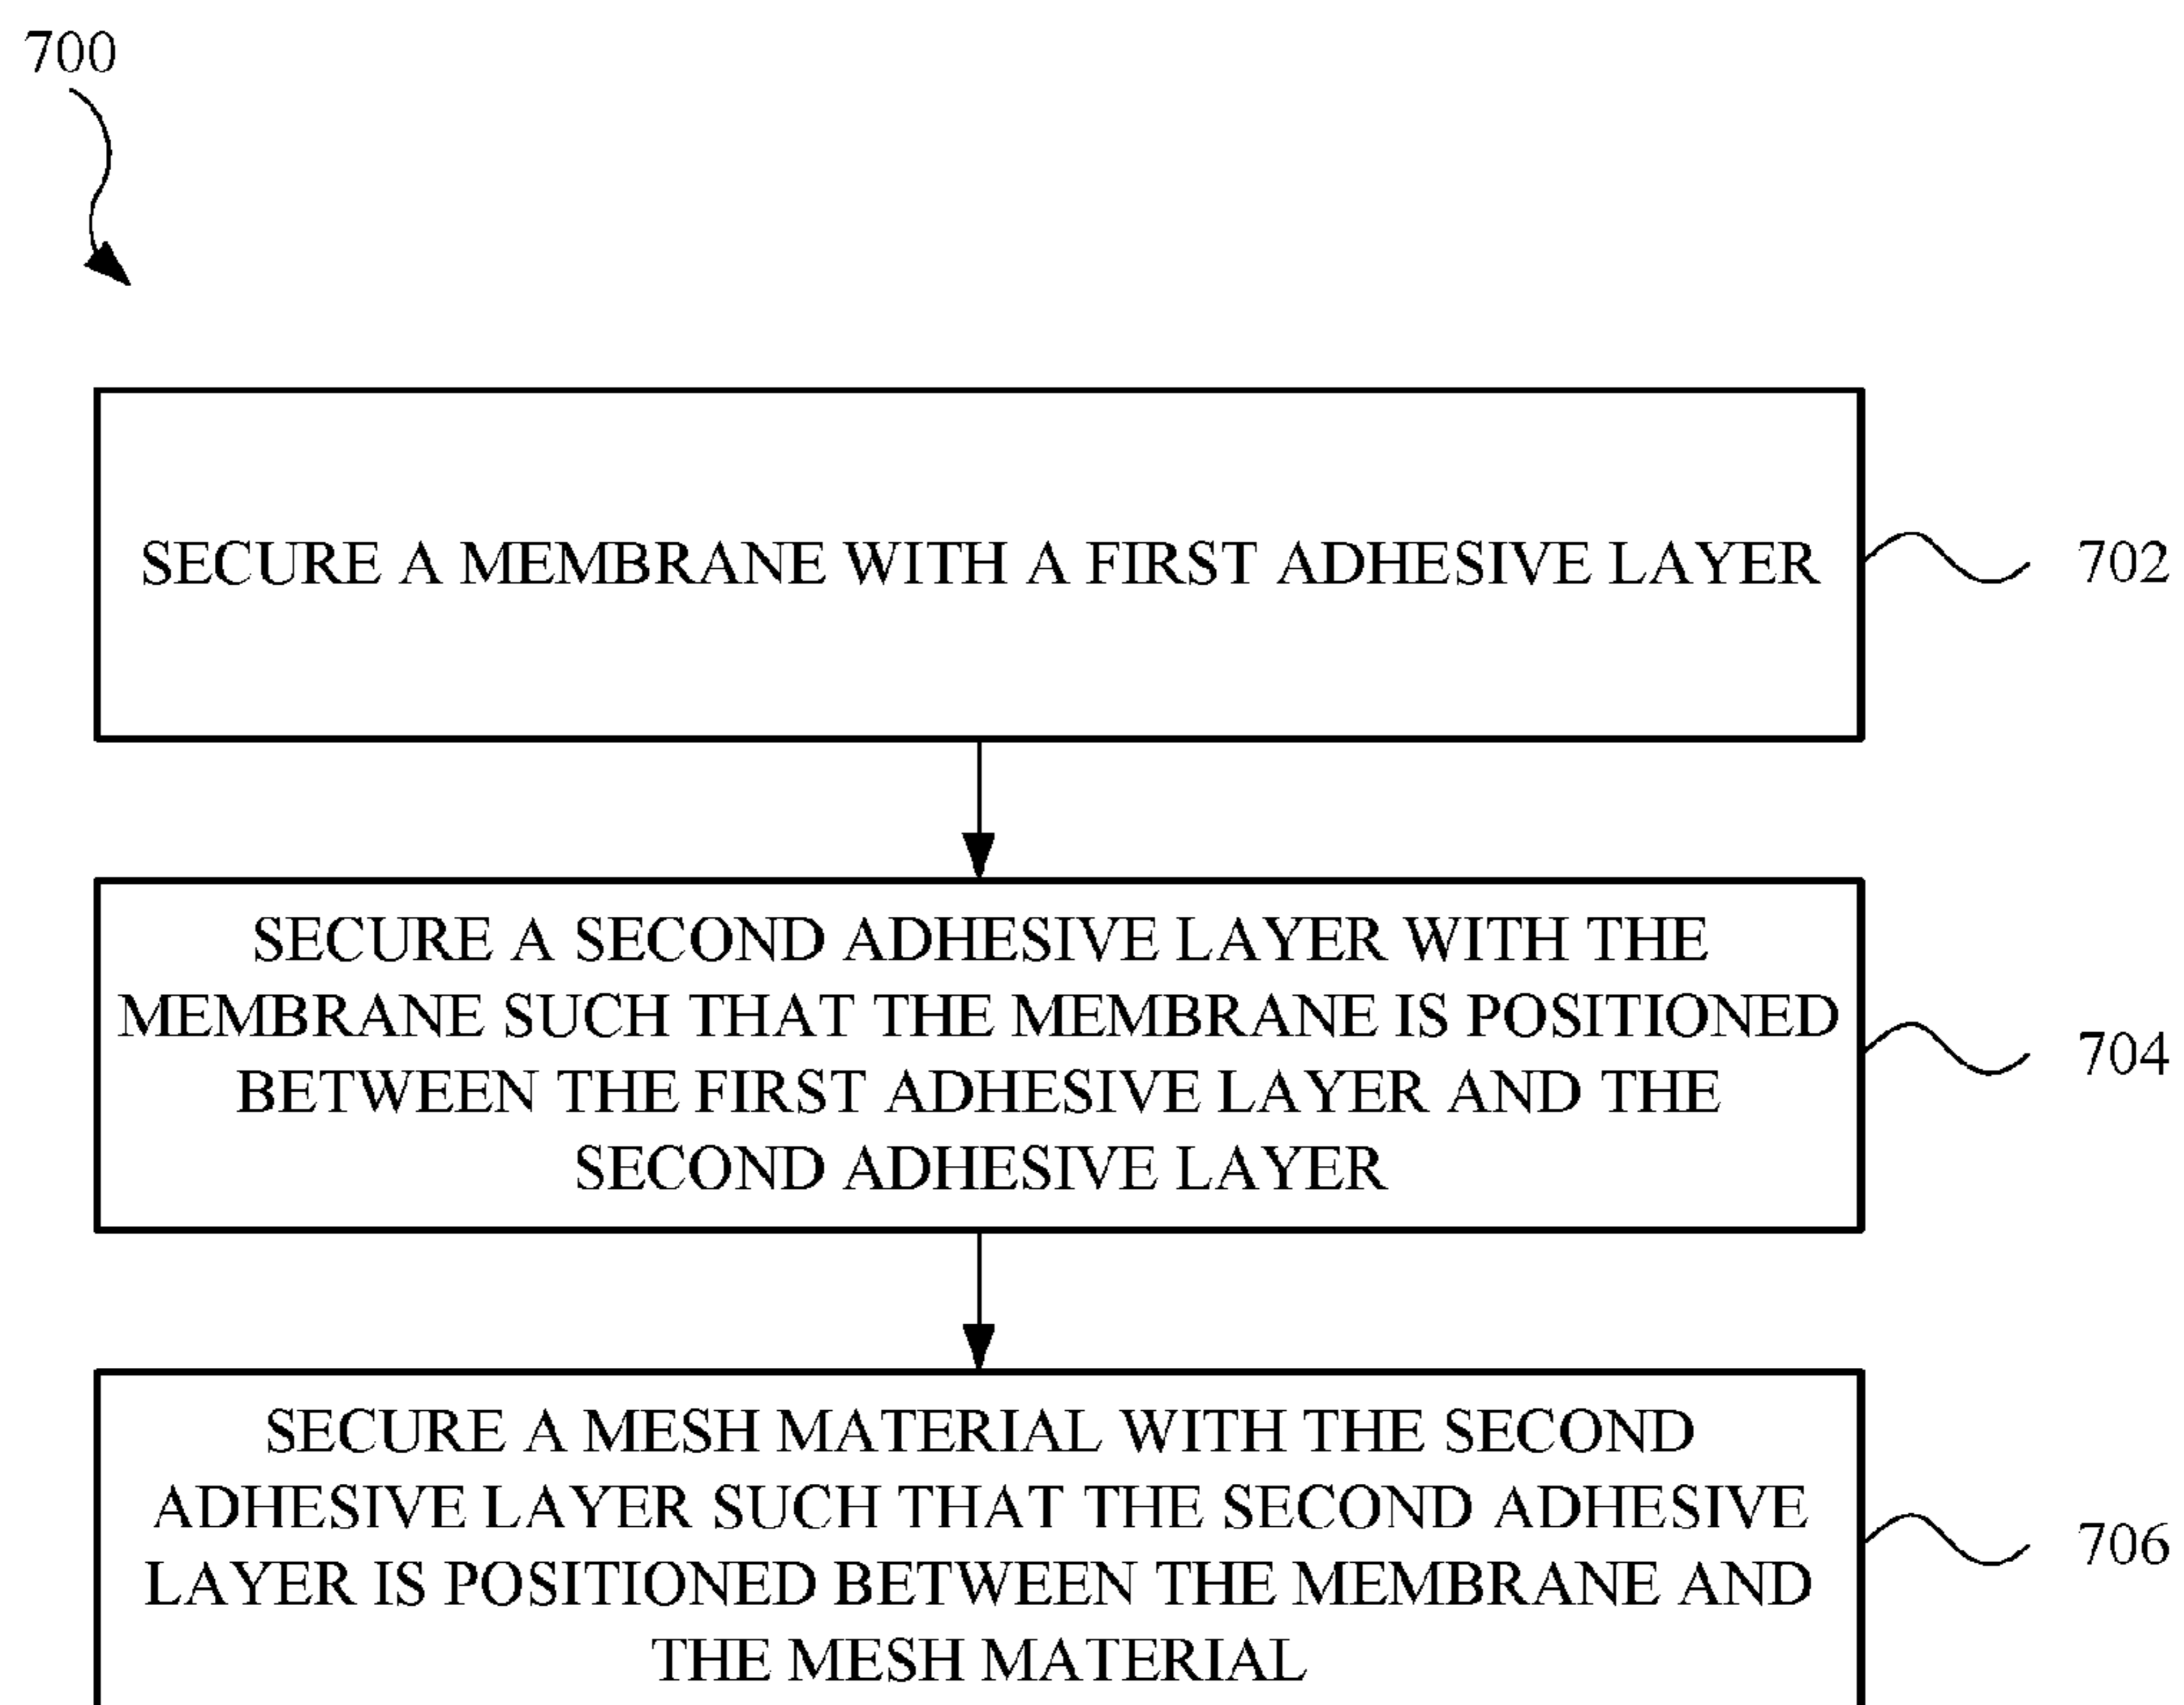 700
SECURE A MEMBRANE WITH A FIRST ADHESIVE LAYER
702
SECURE A SECOND ADHESIVE LAYER WITH THE
MEMBRANE SUCH THAT THE MEMBRANE IS POSITIONED
BETWEEN THE FIRST ADHESIVE LAYER AND THE
SECOND ADHESIVE LAYER
704
SECURE A MESH MATERIAL WITH THE SECOND
ADHESIVE LAYER SUCH THAT THE SECOND ADHESIVE
LAYER IS POSITIONED BETWEEN THE MEMBRANE AND
THE MESH MATERIAL
706